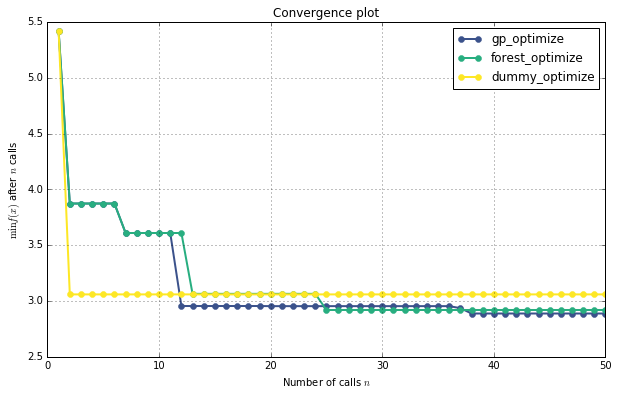 Convergence plot
5.5
5.0
4.5
4.0
3.5
3.0
2.5
min f(x) after n calls
gp_optimize
forest_optimize
dummy_optimize
0 10 20 30 40 50
Number of calls n